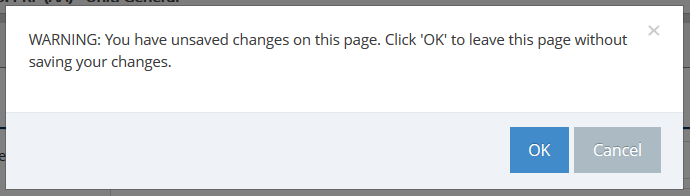 WARNING: You have unsaved changes on this page. Click 'OK' to leave this page without
saving your changes.
×
OK
Cancel